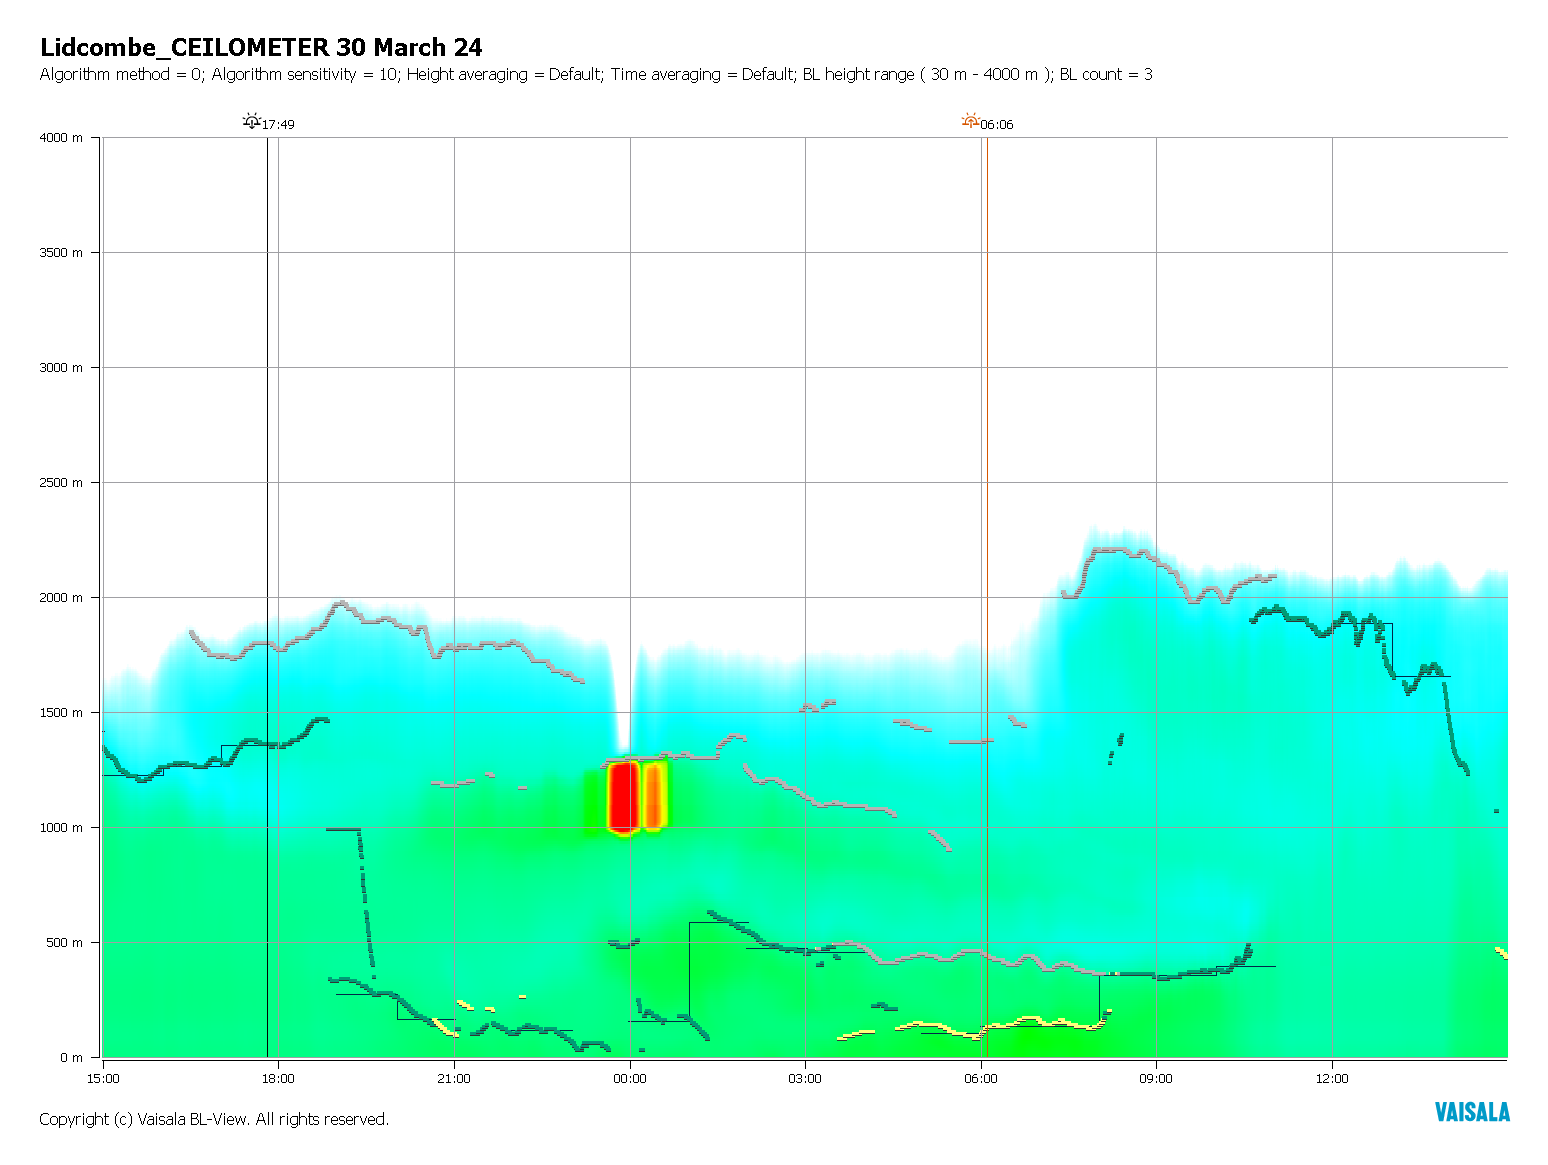 Lidcombe_CEILOMETER 30 March 24
Algorithm method = 0; Algorithm sensitivity = 10; Height averaging = Default; Time averaging = Default; BL height range ( 30 m - 4000 m ); BL count = 3
17:49 06:06
4000 m
3500 m
3000 m
2500 m
2000 m
1500 m
1000 m
500 m
0 m
15:00 18:00 21:00 00:00 03:00 06:00 09:00 12:00
Copyright (c) Vaisala BL-View. All rights reserved.
VAISALA